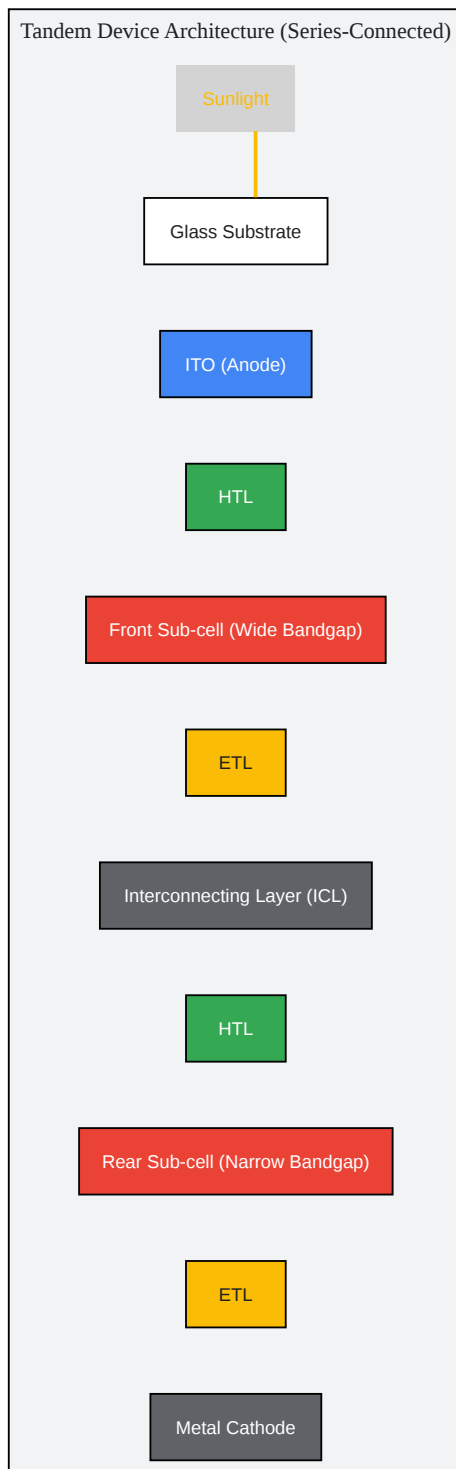 Tandem Device Architecture (Series-Connected)
Sunlight
Glass Substrate
ITO (Anode)
HTL
Front Sub-cell (Wide Bandgap)
ETL
Interconnecting Layer (ICL)
HTL
Rear Sub-cell (Narrow Bandgap)
ETL
Metal Cathode